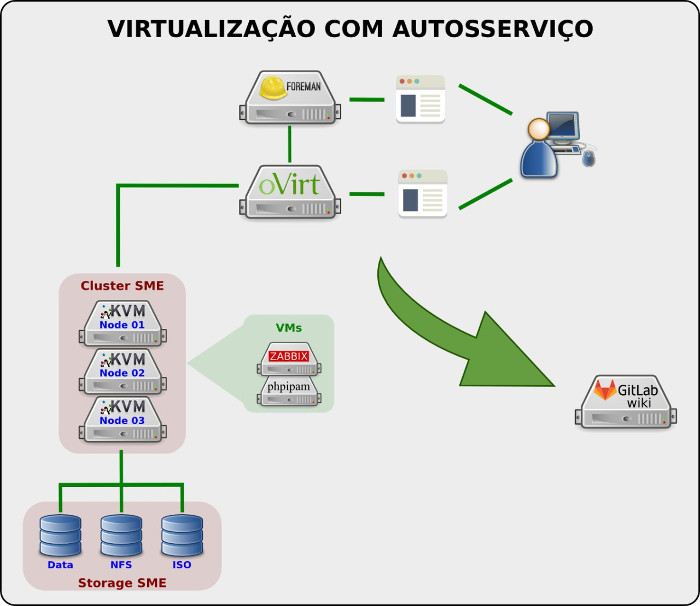 VIRTUALIZAÇÃO COM AUTOSSERVIÇO
FOREMAN
oVirt
Cluster SME
KVM
Node 01
KVM
Node 02
KVM
Node 03
VMs
ZABBIX
phpipam
GitLab
wiki
Data
NFS
ISO
Storage SME